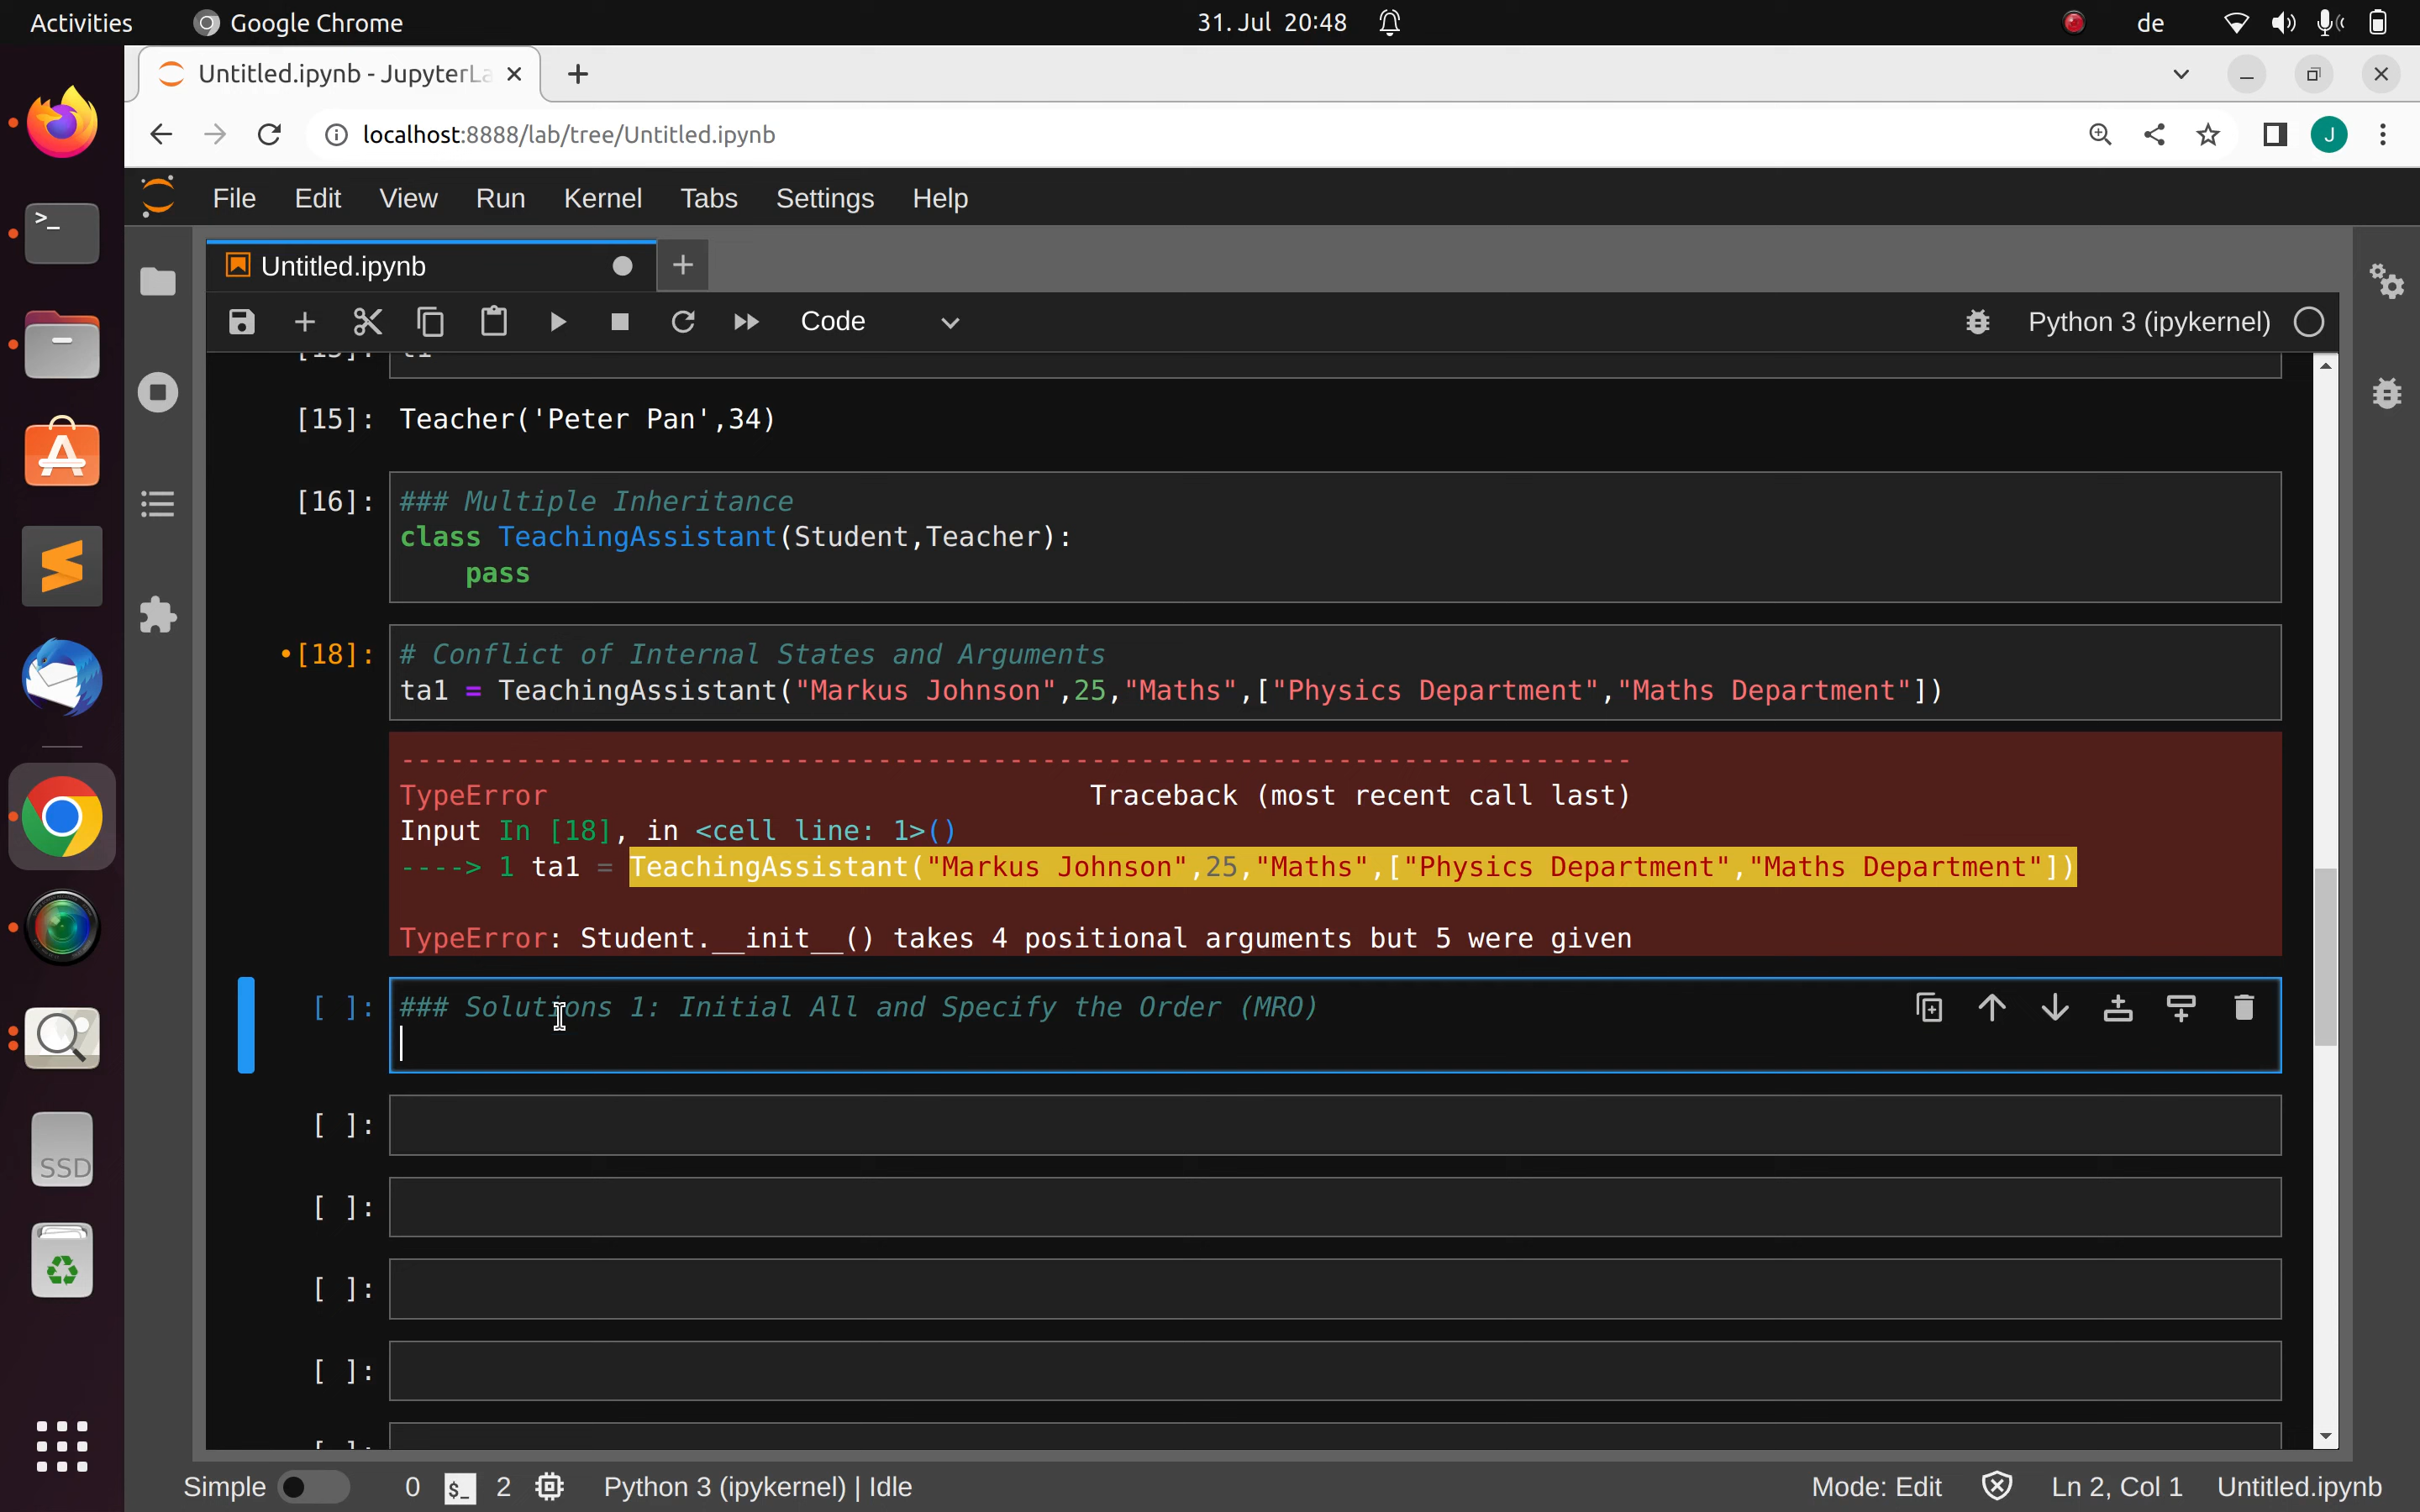 Activities Google Chrome 31. Jul 20:48 de
Untitled.ipynb - JupyterLa
localhost:8888/lab/tree/Untitled.ipynb J
File Edit View Run Kernel Tabs Settings Help
Untitled.ipynb
Code Python 3 (ipykernel)
[15]: t1
[15]: Teacher('Peter Pan',34)
[16]: ### Multiple Inheritance
class TeachingAssistant(Student,Teacher):
pass
•[18]: # Conflict of Internal States and Arguments
ta1 = TeachingAssistant("Markus Johnson",25,"Maths",["Physics Department","Maths Department"])
---------------------------------------------------------------------------
TypeError Traceback (most recent call last)
Input In [18], in <cell line: 1>()
----> 1 ta1 = TeachingAssistant("Markus Johnson",25,"Maths",["Physics Department","Maths Department"])
TypeError: Student.__init__() takes 4 positional arguments but 5 were given
[ ]: ### Solutions 1: Initial All and Specify the Order (MRO)
[ ]:
[ ]:
[ ]:
[ ]:
[ ]:
SSD
Simple 0 $_ 2 Python 3 (ipykernel) | Idle Mode: Edit Ln 2, Col 1 Untitled.ipynb